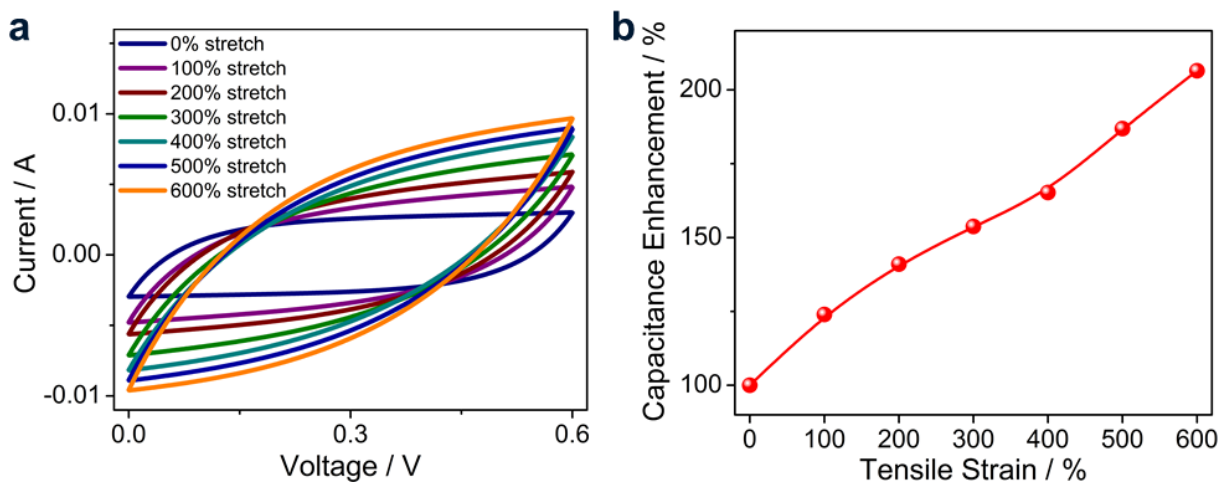 a
0% stretch
100% stretch
200% stretch
300% stretch
400% stretch
500% stretch
600% stretch
0.01
0.00
-0.01
Current / A
0.0 0.3 0.6
Voltage / V
b
200
150
100
Capacitance Enhancement / %
0 100 200 300 400 500 600
Tensile Strain / %